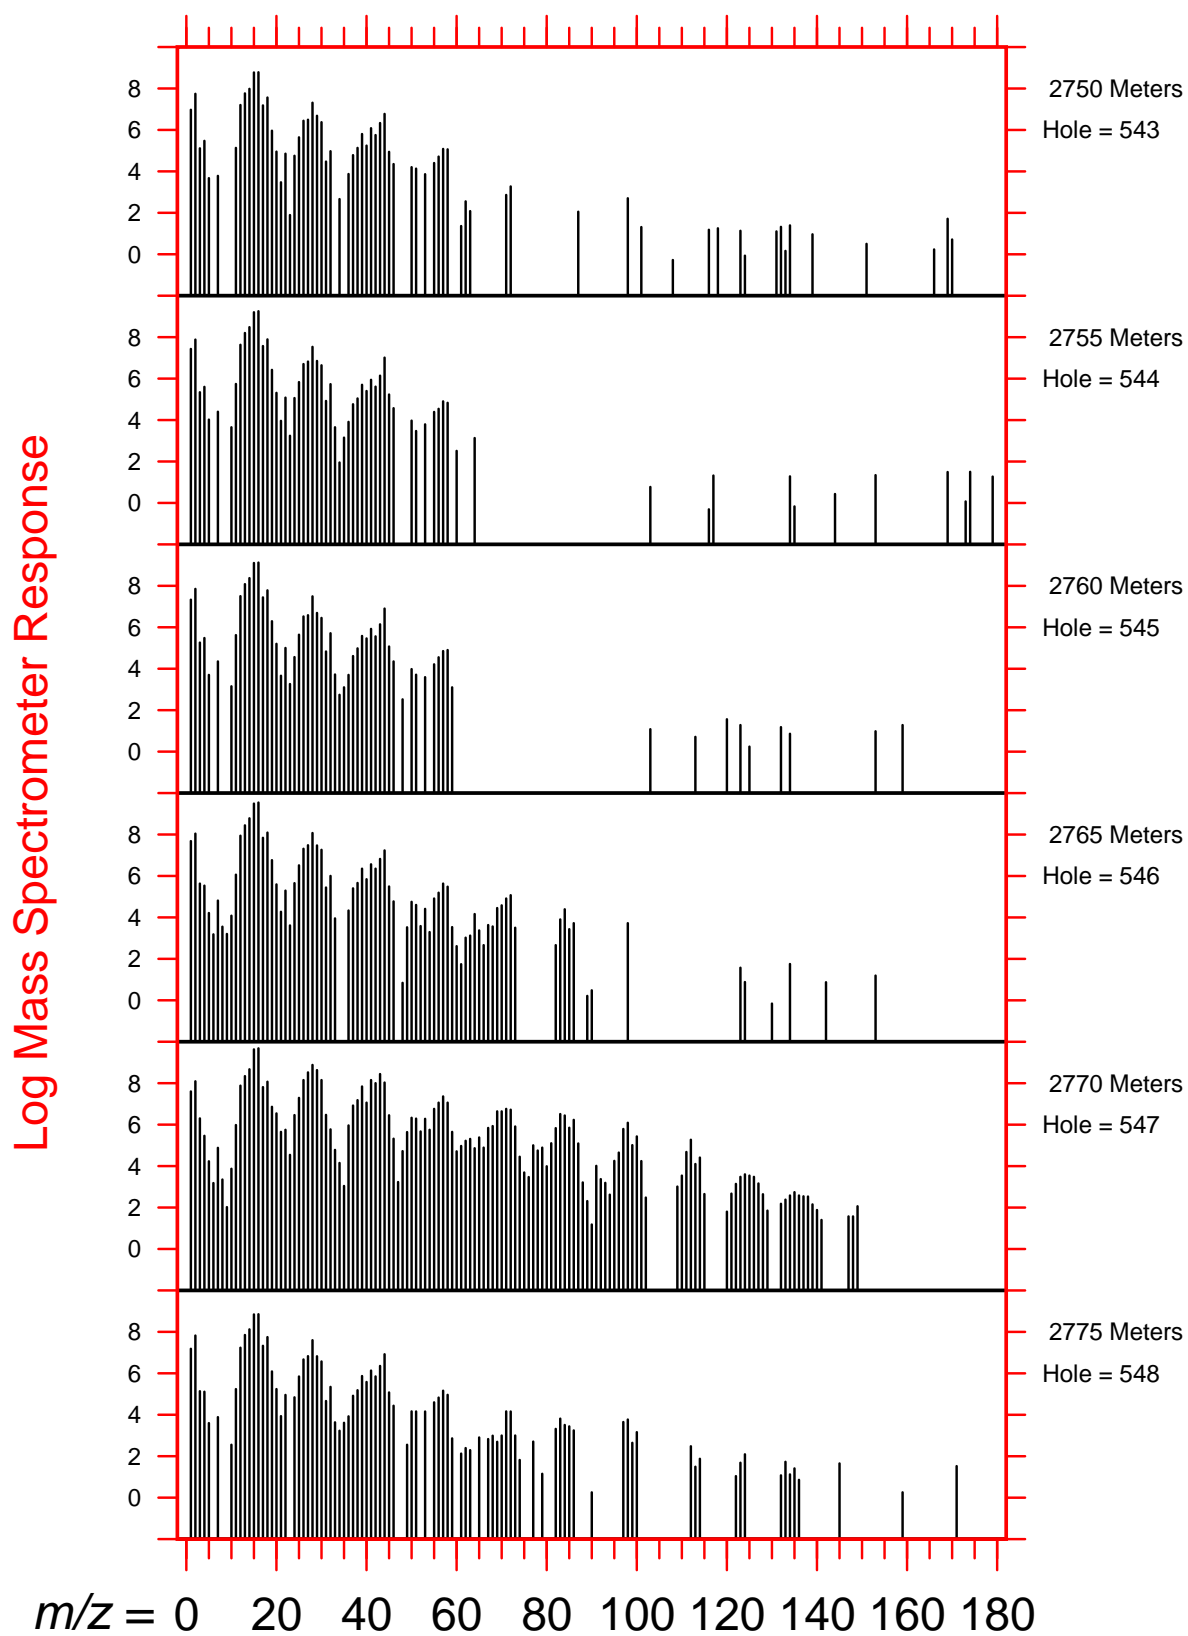 8
6
4
2
0
2750 Meters
Hole = 543
8
6
4
2
0
2755 Meters
Hole = 544
8
6
4
2
0
2760 Meters
Hole = 545
8
6
4
2
0
2765 Meters
Hole = 546
8
6
4
2
0
2770 Meters
Hole = 547
8
6
4
2
0
2775 Meters
Hole = 548
Log Mass Spectrometer Response
m/z = 0 20 40 60 80 100 120 140 160 180